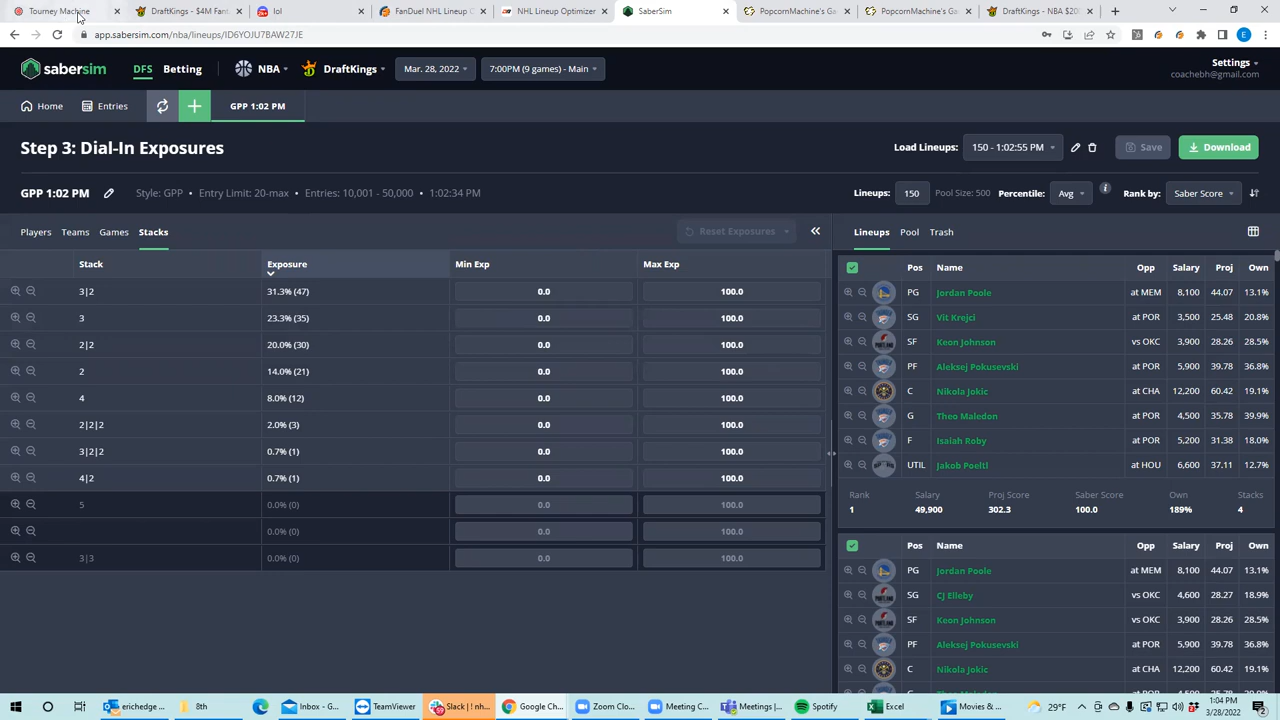 Tourney Machine
DraftKings - $4M Fant
lol
FanDuel NHL Lineup C
NHL Lineup Optimizer
SaberSim
PopcornMachine's Ga
PopcornMachine's Ga
DraftKings - NBA $20
app.sabersim.com/nba/lineups/ID6YOJU7BAW27JE
sabersim
DFS
Betting
NBA
DraftKings
Mar. 28, 2022
7:00PM (9 games) - Main
Settings
coachebh@gmail.com
Home
Entries
GPP 1:02 PM
Step 3: Dial-In Exposures
Load Lineups:
150 - 1:02:55 PM
Save
Download
GPP 1:02 PM
Style: GPP • Entry Limit: 20-max • Entries: 10,001 - 50,000 • 1:02:34 PM
Lineups: 150 Pool Size: 500 Percentile: Avg
Rank by: Saber Score
Players Teams Games Stacks
Reset Exposures
Stack Exposure Min Exp Max Exp
3|2 31.3% (47) 0.0 100.0
3 23.3% (35) 0.0 100.0
2|2 20.0% (30) 0.0 100.0
2 14.0% (21) 0.0 100.0
4 8.0% (12) 0.0 100.0
2|2|2 2.0% (3) 0.0 100.0
3|2|2 0.7% (1) 0.0 100.0
4|2 0.7% (1) 0.0 100.0
5 0.0% (0) 0.0 100.0
0.0% (0) 0.0 100.0
3|3 0.0% (0) 0.0 100.0
Lineups Pool Trash
Pos Name Opp Salary Proj Own
PG Jordan Poole at MEM 8,100 44.07 13.1%
SG Vit Krejci at POR 3,500 25.48 20.8%
SF Keon Johnson vs OKC 3,900 28.26 28.5%
PF Aleksej Pokusevski at POR 5,900 39.78 36.8%
C Nikola Jokic at CHA 12,200 60.42 19.1%
G Theo Maledon at POR 4,500 35.78 39.9%
F Isaiah Roby at POR 5,200 31.38 18.0%
UTIL Jakob Poeltl at HOU 6,600 37.11 12.7%
Rank Salary Proj Score Saber Score Own Stacks
1 49,900 302.3 100.0 189% 4
Pos Name Opp Salary Proj Own
PG Jordan Poole at MEM 8,100 44.07 13.1%
SG CJ Elleby vs OKC 4,600 28.27 18.9%
SF Keon Johnson vs OKC 3,900 28.26 28.5%
PF Aleksej Pokusevski at POR 5,900 39.78 36.8%
C Nikola Jokic at CHA 12,200 60.42 19.1%
erichedge ...
8th
Inbox - G...
TeamViewer
Slack | ! nh...
Google Ch...
Zoom Clo...
Meeting C...
Meetings |...
Spotify
Excel
Movies & ...
29°F
1:04 PM
3/28/2022